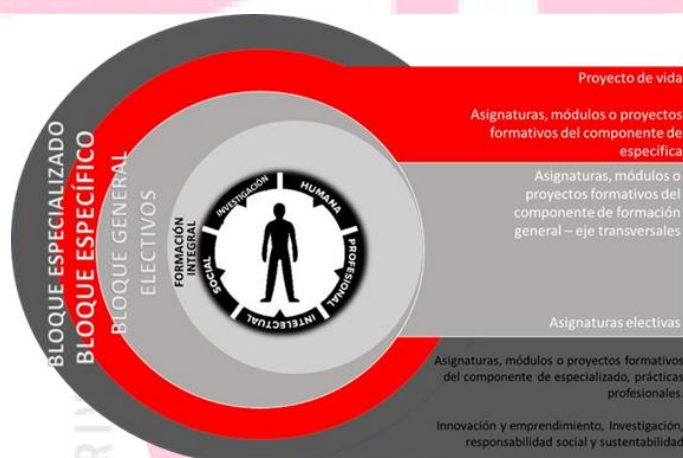 BLOQUE ESPECIALIZADO
BLOQUE ESPECÍFICO
BLOQUE GENERAL
ELECTIVOS
FORMACIÓN
INTEGRAL
INVESTIGACIÓN
HUMANA
PROFESIONAL
INTELECTUAL
SOCIAL
Proyecto de vida
Asignaturas, módulos o proyectos
formativos del componente de
específica
Asignaturas, módulos o
proyectos formativos del
componente de formación
general – eje transversales
Asignaturas electivas
Asignaturas, módulos o proyectos formativos
del componente de especializado, prácticas
profesionales.
Innovación y emprendimiento, Investigación,
responsabilidad social y sustentabilidad